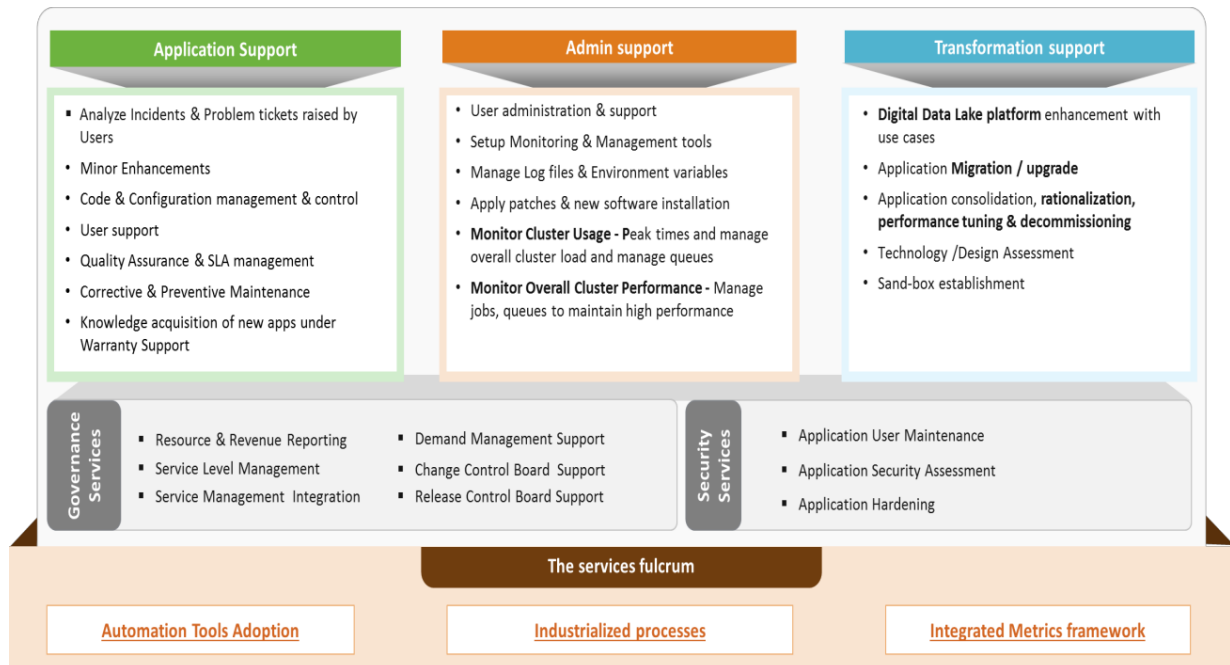 Application Support
▪ Analyze Incidents & Problem tickets raised by
Users
• Minor Enhancements
• Code & Configuration management & control
• User support
• Quality Assurance & SLA management
• Corrective & Preventive Maintenance
• Knowledge acquisition of new apps under
Warranty Support
Admin support
• User administration & support
• Setup Monitoring & Management tools
• Manage Log files & Environment variables
• Apply patches & new software installation
• Monitor Cluster Usage - Peak times and manage
overall cluster load and manage queues
• Monitor Overall Cluster Performance - Manage
jobs, queues to maintain high performance
Transformation support
• Digital Data Lake platform enhancement with
use cases
• Application Migration / upgrade
• Application consolidation, rationalization,
performance tuning & decommissioning
• Technology /Design Assessment
• Sand-box establishment
Governance
Services
▪ Resource & Revenue Reporting
▪ Service Level Management
▪ Service Management Integration
▪ Demand Management Support
▪ Change Control Board Support
▪ Release Control Board Support
Security
Services
▪ Application User Maintenance
▪ Application Security Assessment
▪ Application Hardening
The services fulcrum
Automation Tools Adoption
Industrialized processes
Integrated Metrics framework